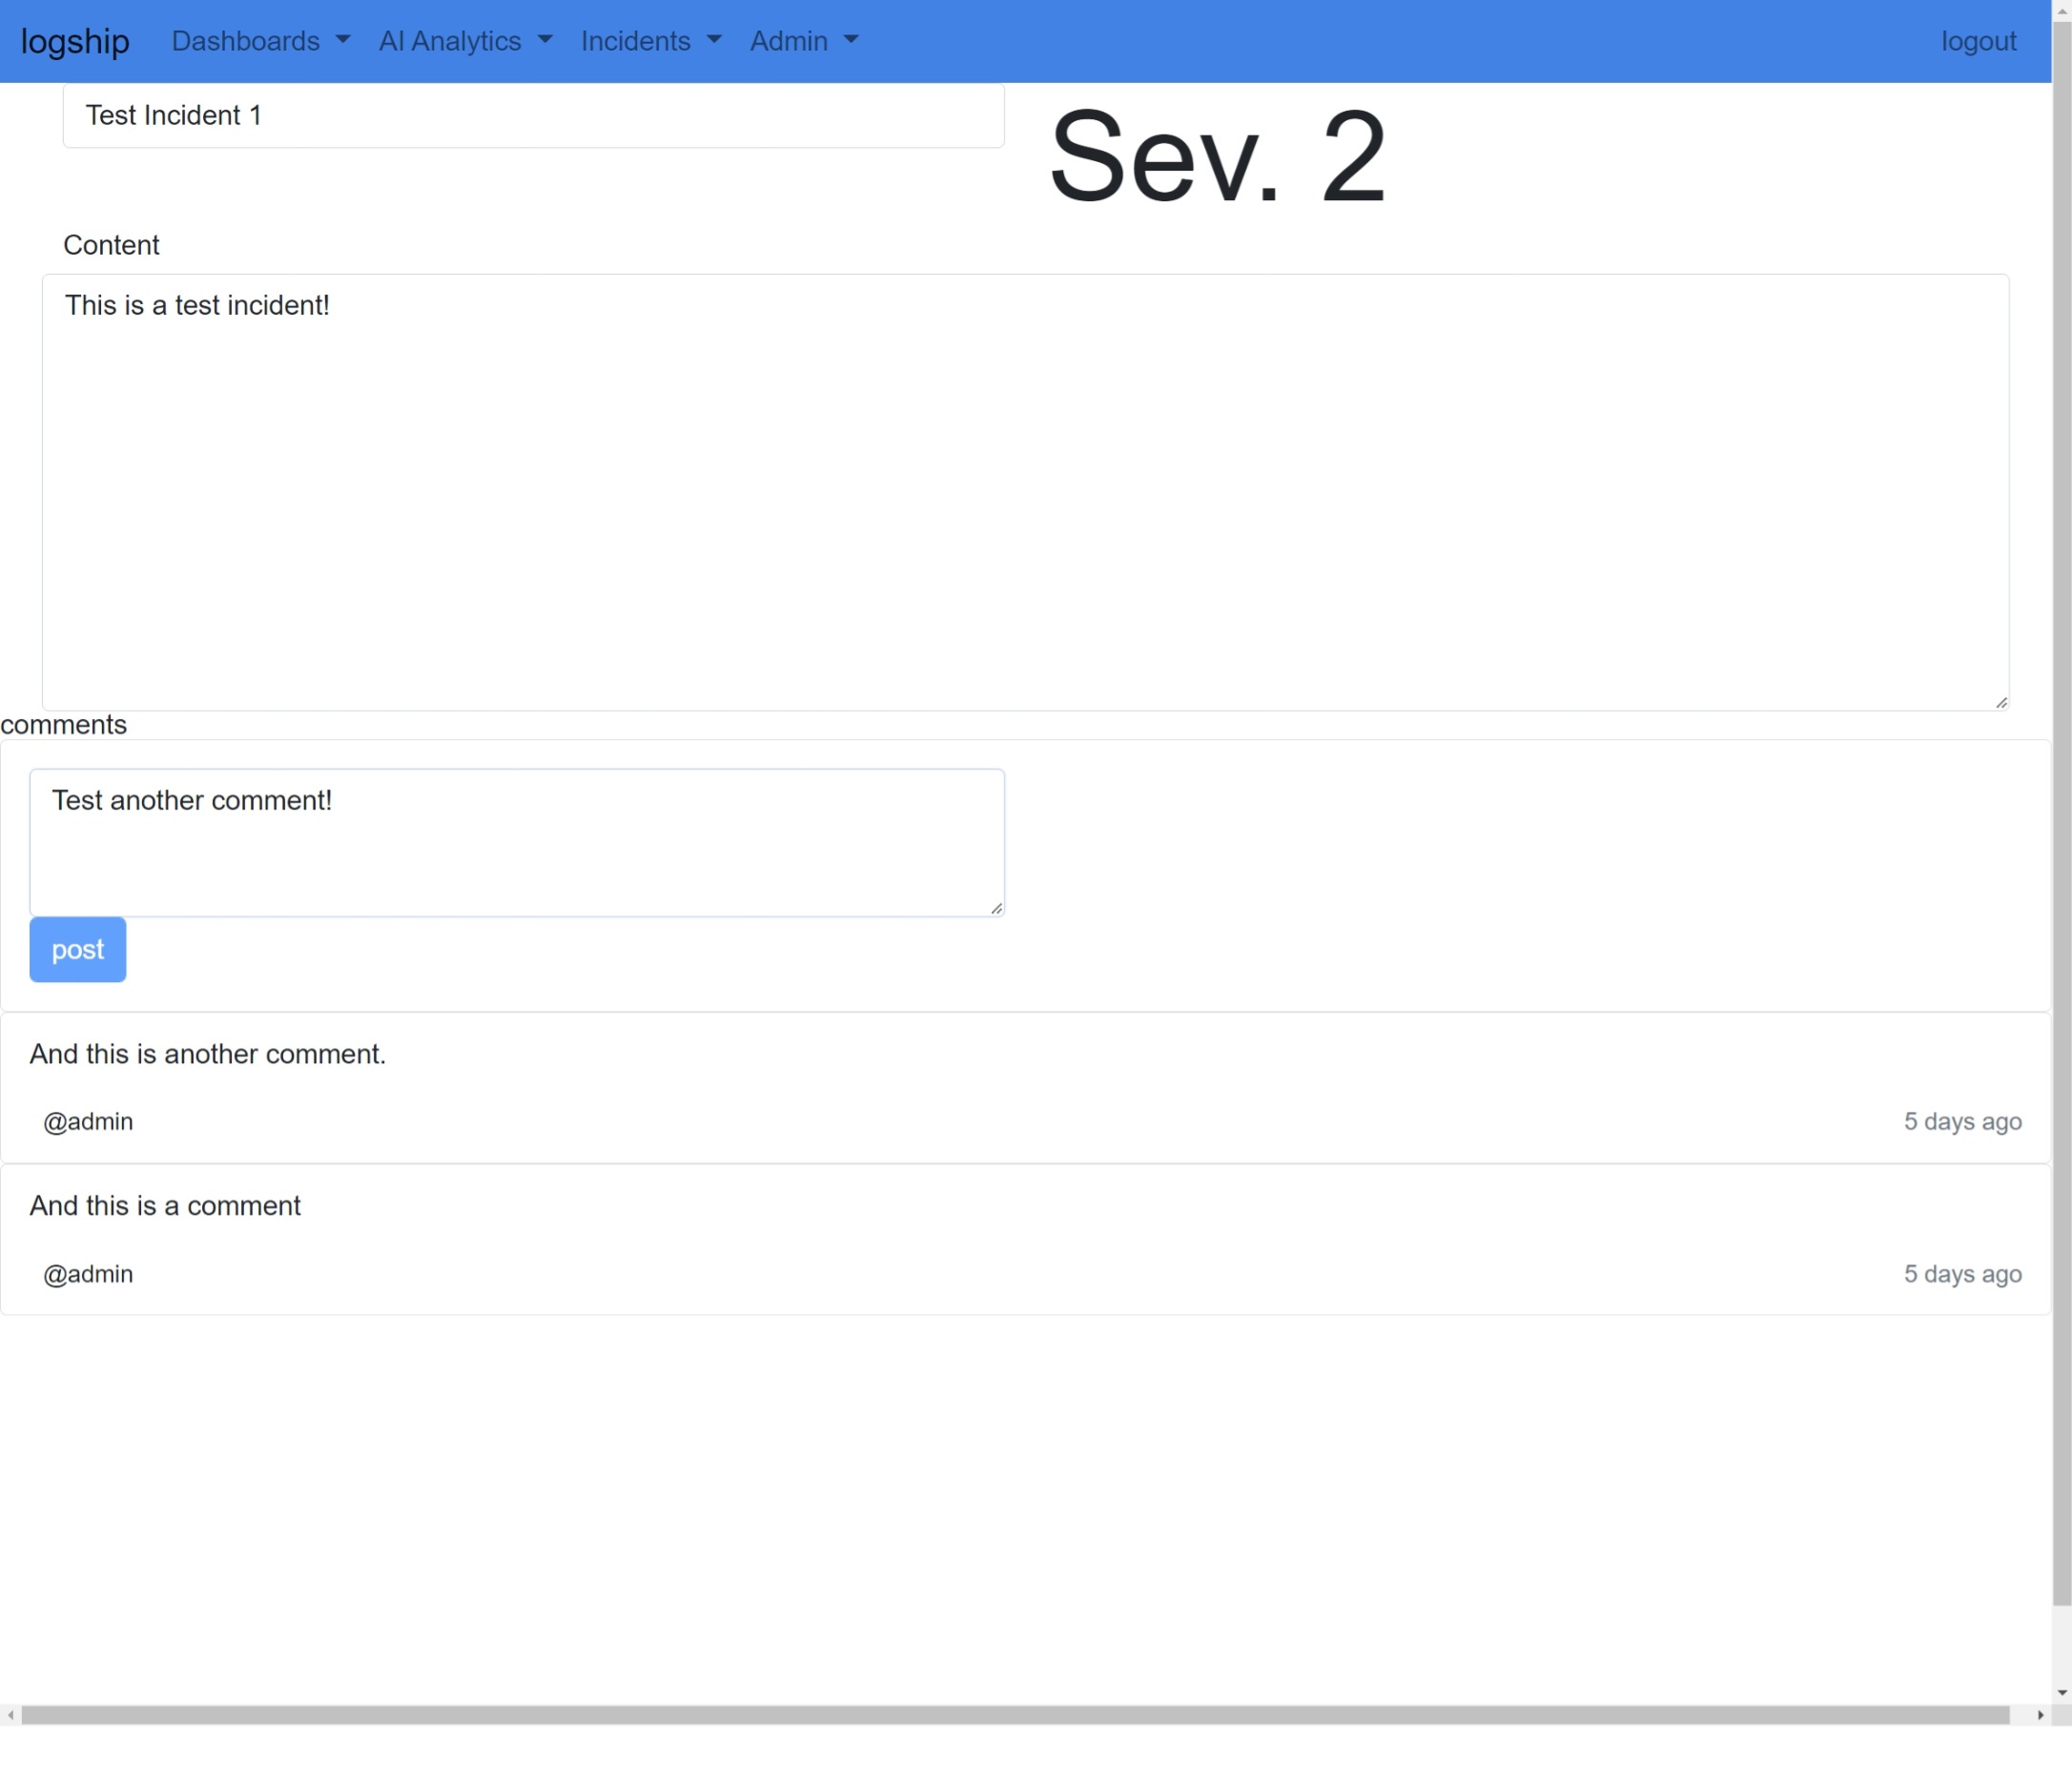 logship Dashboards AI Analytics Incidents Admin logout
Test Incident 1
Sev. 2
Content
This is a test incident!
comments
Test another comment!
post
And this is another comment.
@admin 5 days ago
And this is a comment
@admin 5 days ago